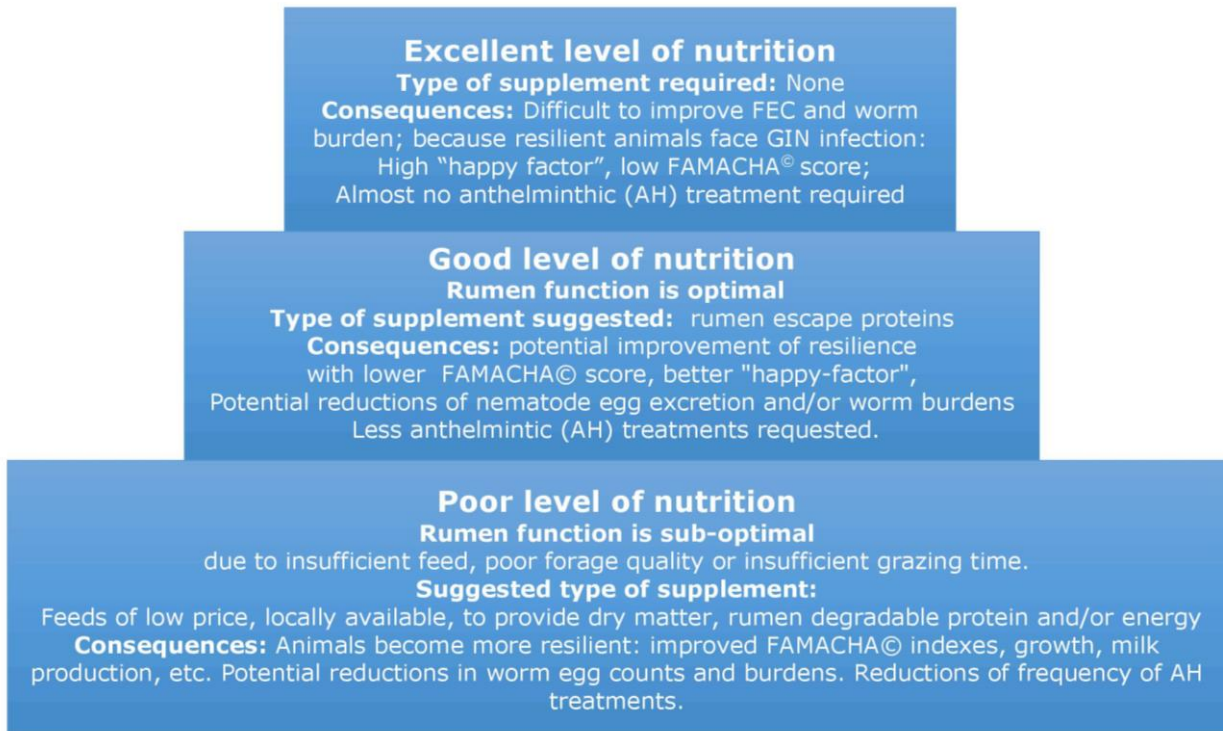 Excellent level of nutrition
Type of supplement required: None
Consequences: Difficult to improve FEC and worm
burden; because resilient animals face GIN infection:
High “happy factor”, low FAMACHA© score;
Almost no anthelminthic (AH) treatment required
Good level of nutrition
Rumen function is optimal
Type of supplement suggested: rumen escape proteins
Consequences: potential improvement of resilience
with lower FAMACHA© score, better "happy-factor",
Potential reductions of nematode egg excretion and/or worm burdens
Less anthelmintic (AH) treatments requested.
Poor level of nutrition
Rumen function is sub-optimal
due to insufficient feed, poor forage quality or insufficient grazing time.
Suggested type of supplement:
Feeds of low price, locally available, to provide dry matter, rumen degradable protein and/or energy
Consequences: Animals become more resilient: improved FAMACHA© indexes, growth, milk
production, etc. Potential reductions in worm egg counts and burdens. Reductions of frequency of AH
treatments.